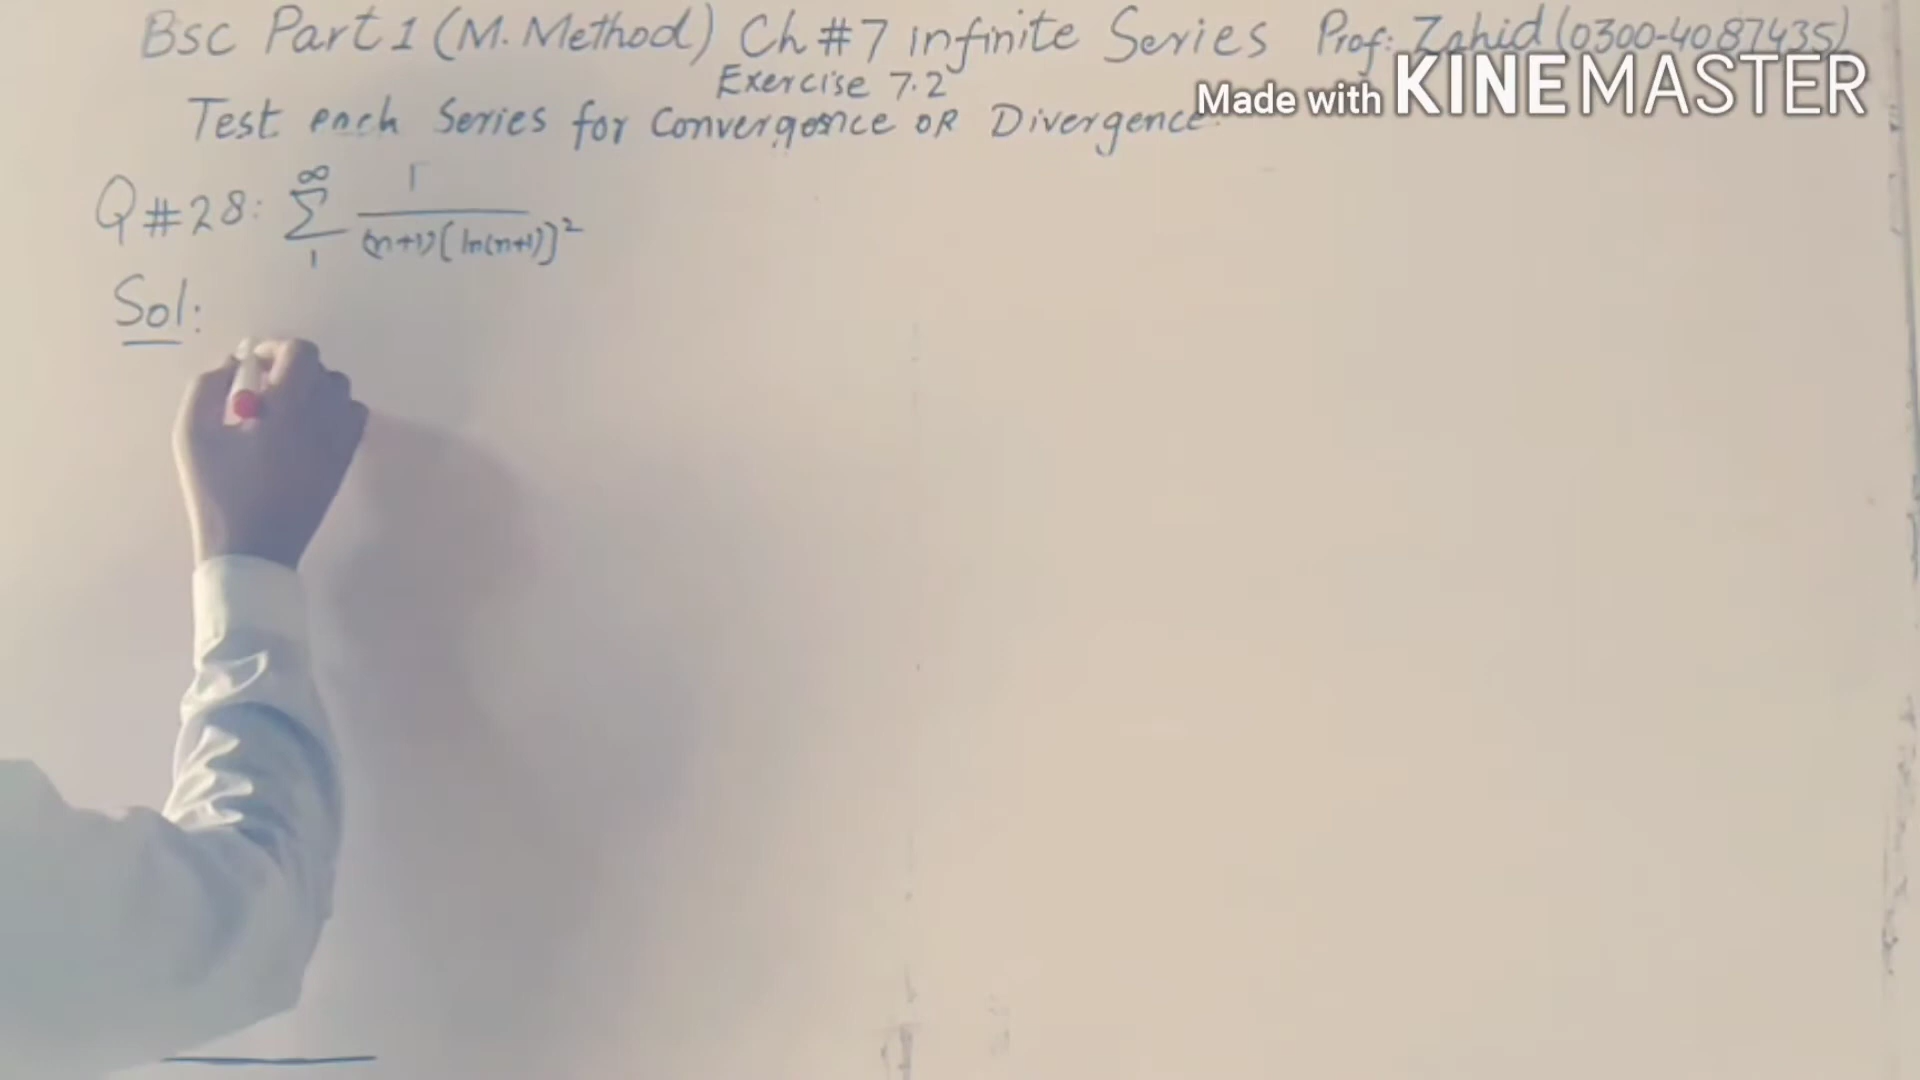 Bsc Part 1 (M. Method) Ch #7 infinite Series Prof: Zahid (0300-4087435)
Made with KINEMASTER
Exercise 7.2
Test each Series for Convergence OR Divergence.
Q#28: ∞ Σ 1 1 / (n+1)[ln(n+1)]²
Sol: